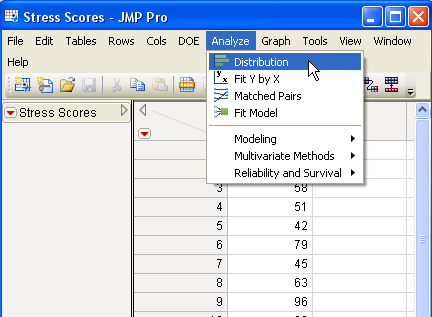 Stress Scores - JMP Pro
File Edit Tables Rows Cols DOE Analyze Graph Tools View Window
Help
Distribution
Fit Y by X
Matched Pairs
Fit Model
Modeling
Multivariate Methods
Reliability and Survival
Stress Scores
3 58
4 51
5 42
6 79
7 45
8 63
9 96